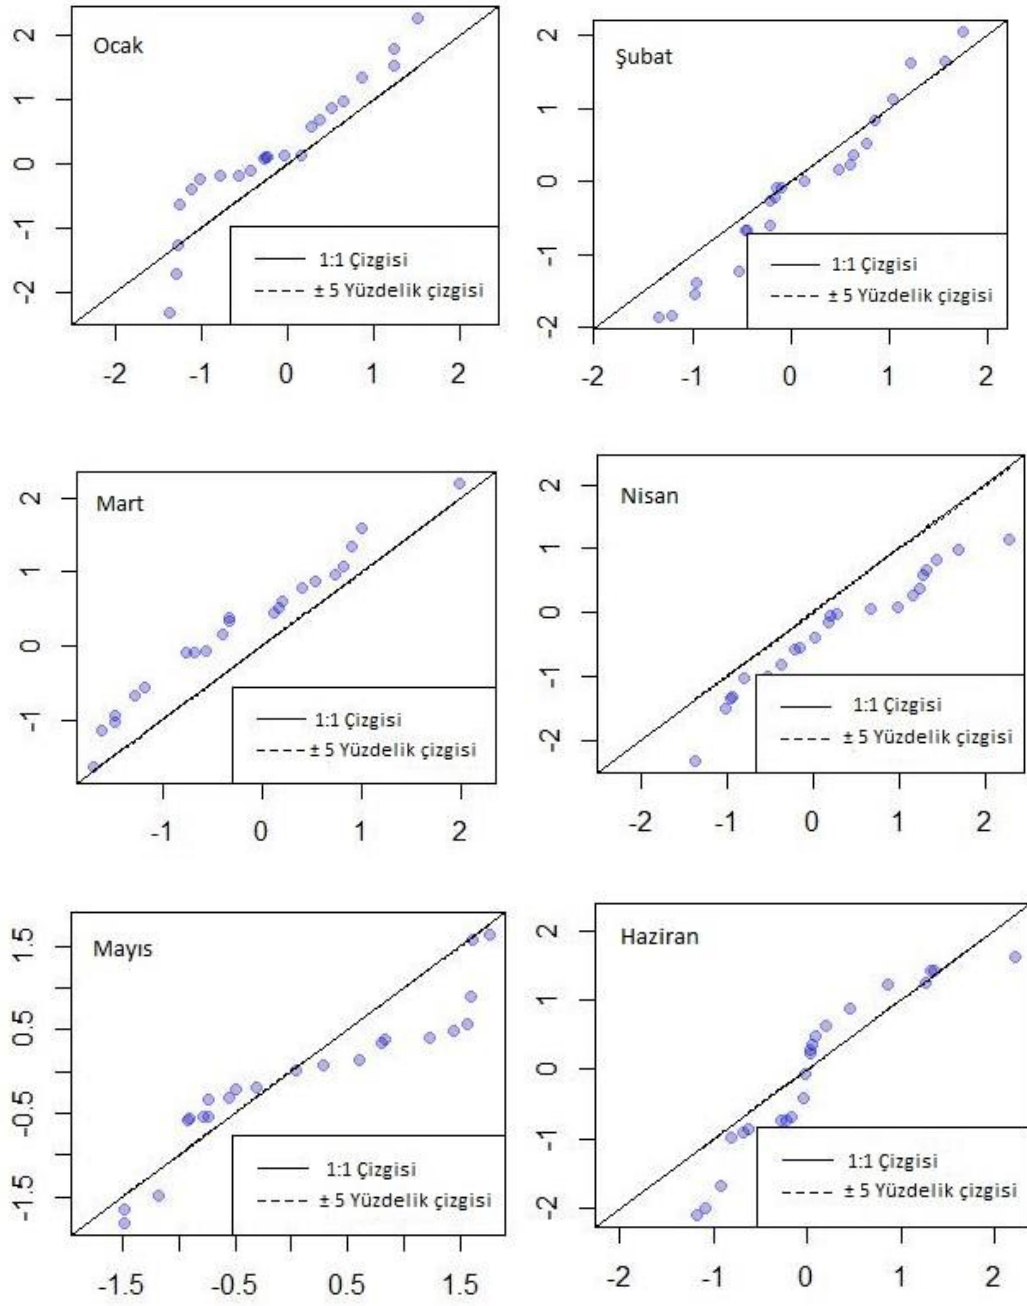 Ocak
2
1
0
-1
-2
1:1 Çizgisi
± 5 Yüzdelik çizgisi
-2 -1 0 1 2
Şubat
2
1
0
-1
-2
1:1 Çizgisi
± 5 Yüzdelik çizgisi
-2 -1 0 1 2
Mart
2
1
0
-1
1:1 Çizgisi
± 5 Yüzdelik çizgisi
-1 0 1 2
Nisan
2
1
0
-1
-2
1:1 Çizgisi
± 5 Yüzdelik çizgisi
-2 -1 0 1 2
Mayıs
1.5
0.5
-0.5
-1.5
1:1 Çizgisi
± 5 Yüzdelik çizgisi
-1.5 -0.5 0.5 1.5
Haziran
2
1
0
-1
-2
1:1 Çizgisi
± 5 Yüzdelik çizgisi
-2 -1 0 1 2